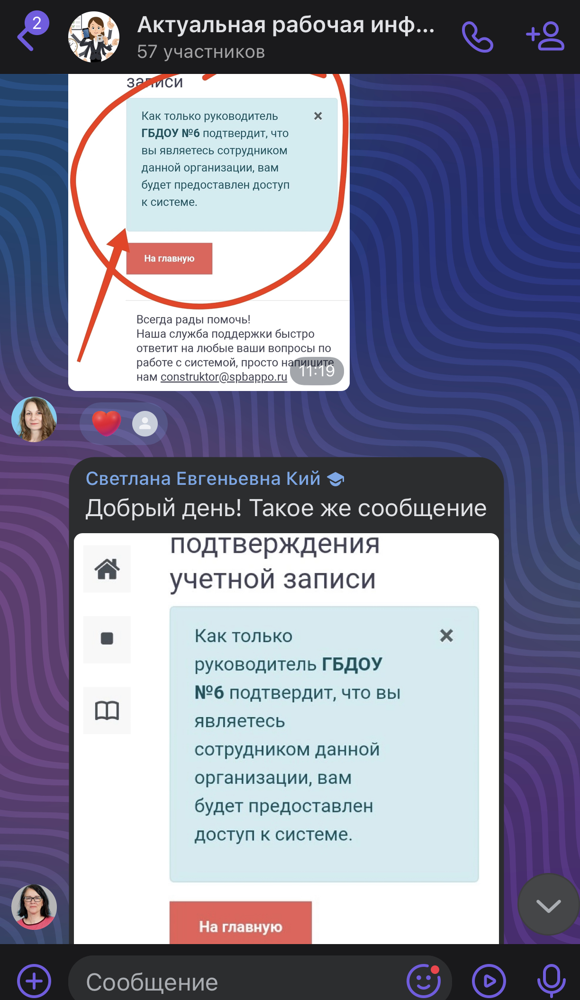 2
Актуальная рабочая инф...
57 участников
записи
Как только руководитель
ГБДОУ №6 подтвердит, что
вы являетесь сотрудником
данной организации, вам
будет предоставлен доступ
к системе.
На главную
Всегда рады помочь!
Наша служба поддержки быстро
ответит на любые ваши вопросы по
работе с системой, просто напишите
нам construktor@spbappo.ru
11:19
Светлана Евгеньевна Кий
Добрый день! Такое же сообщение
подтверждения
учетной записи
Как только
руководитель ГБДОУ
№6 подтвердит, что вы
являетесь
сотрудником данной
организации, вам
будет предоставлен
доступ к системе.
На главную
Сообщение